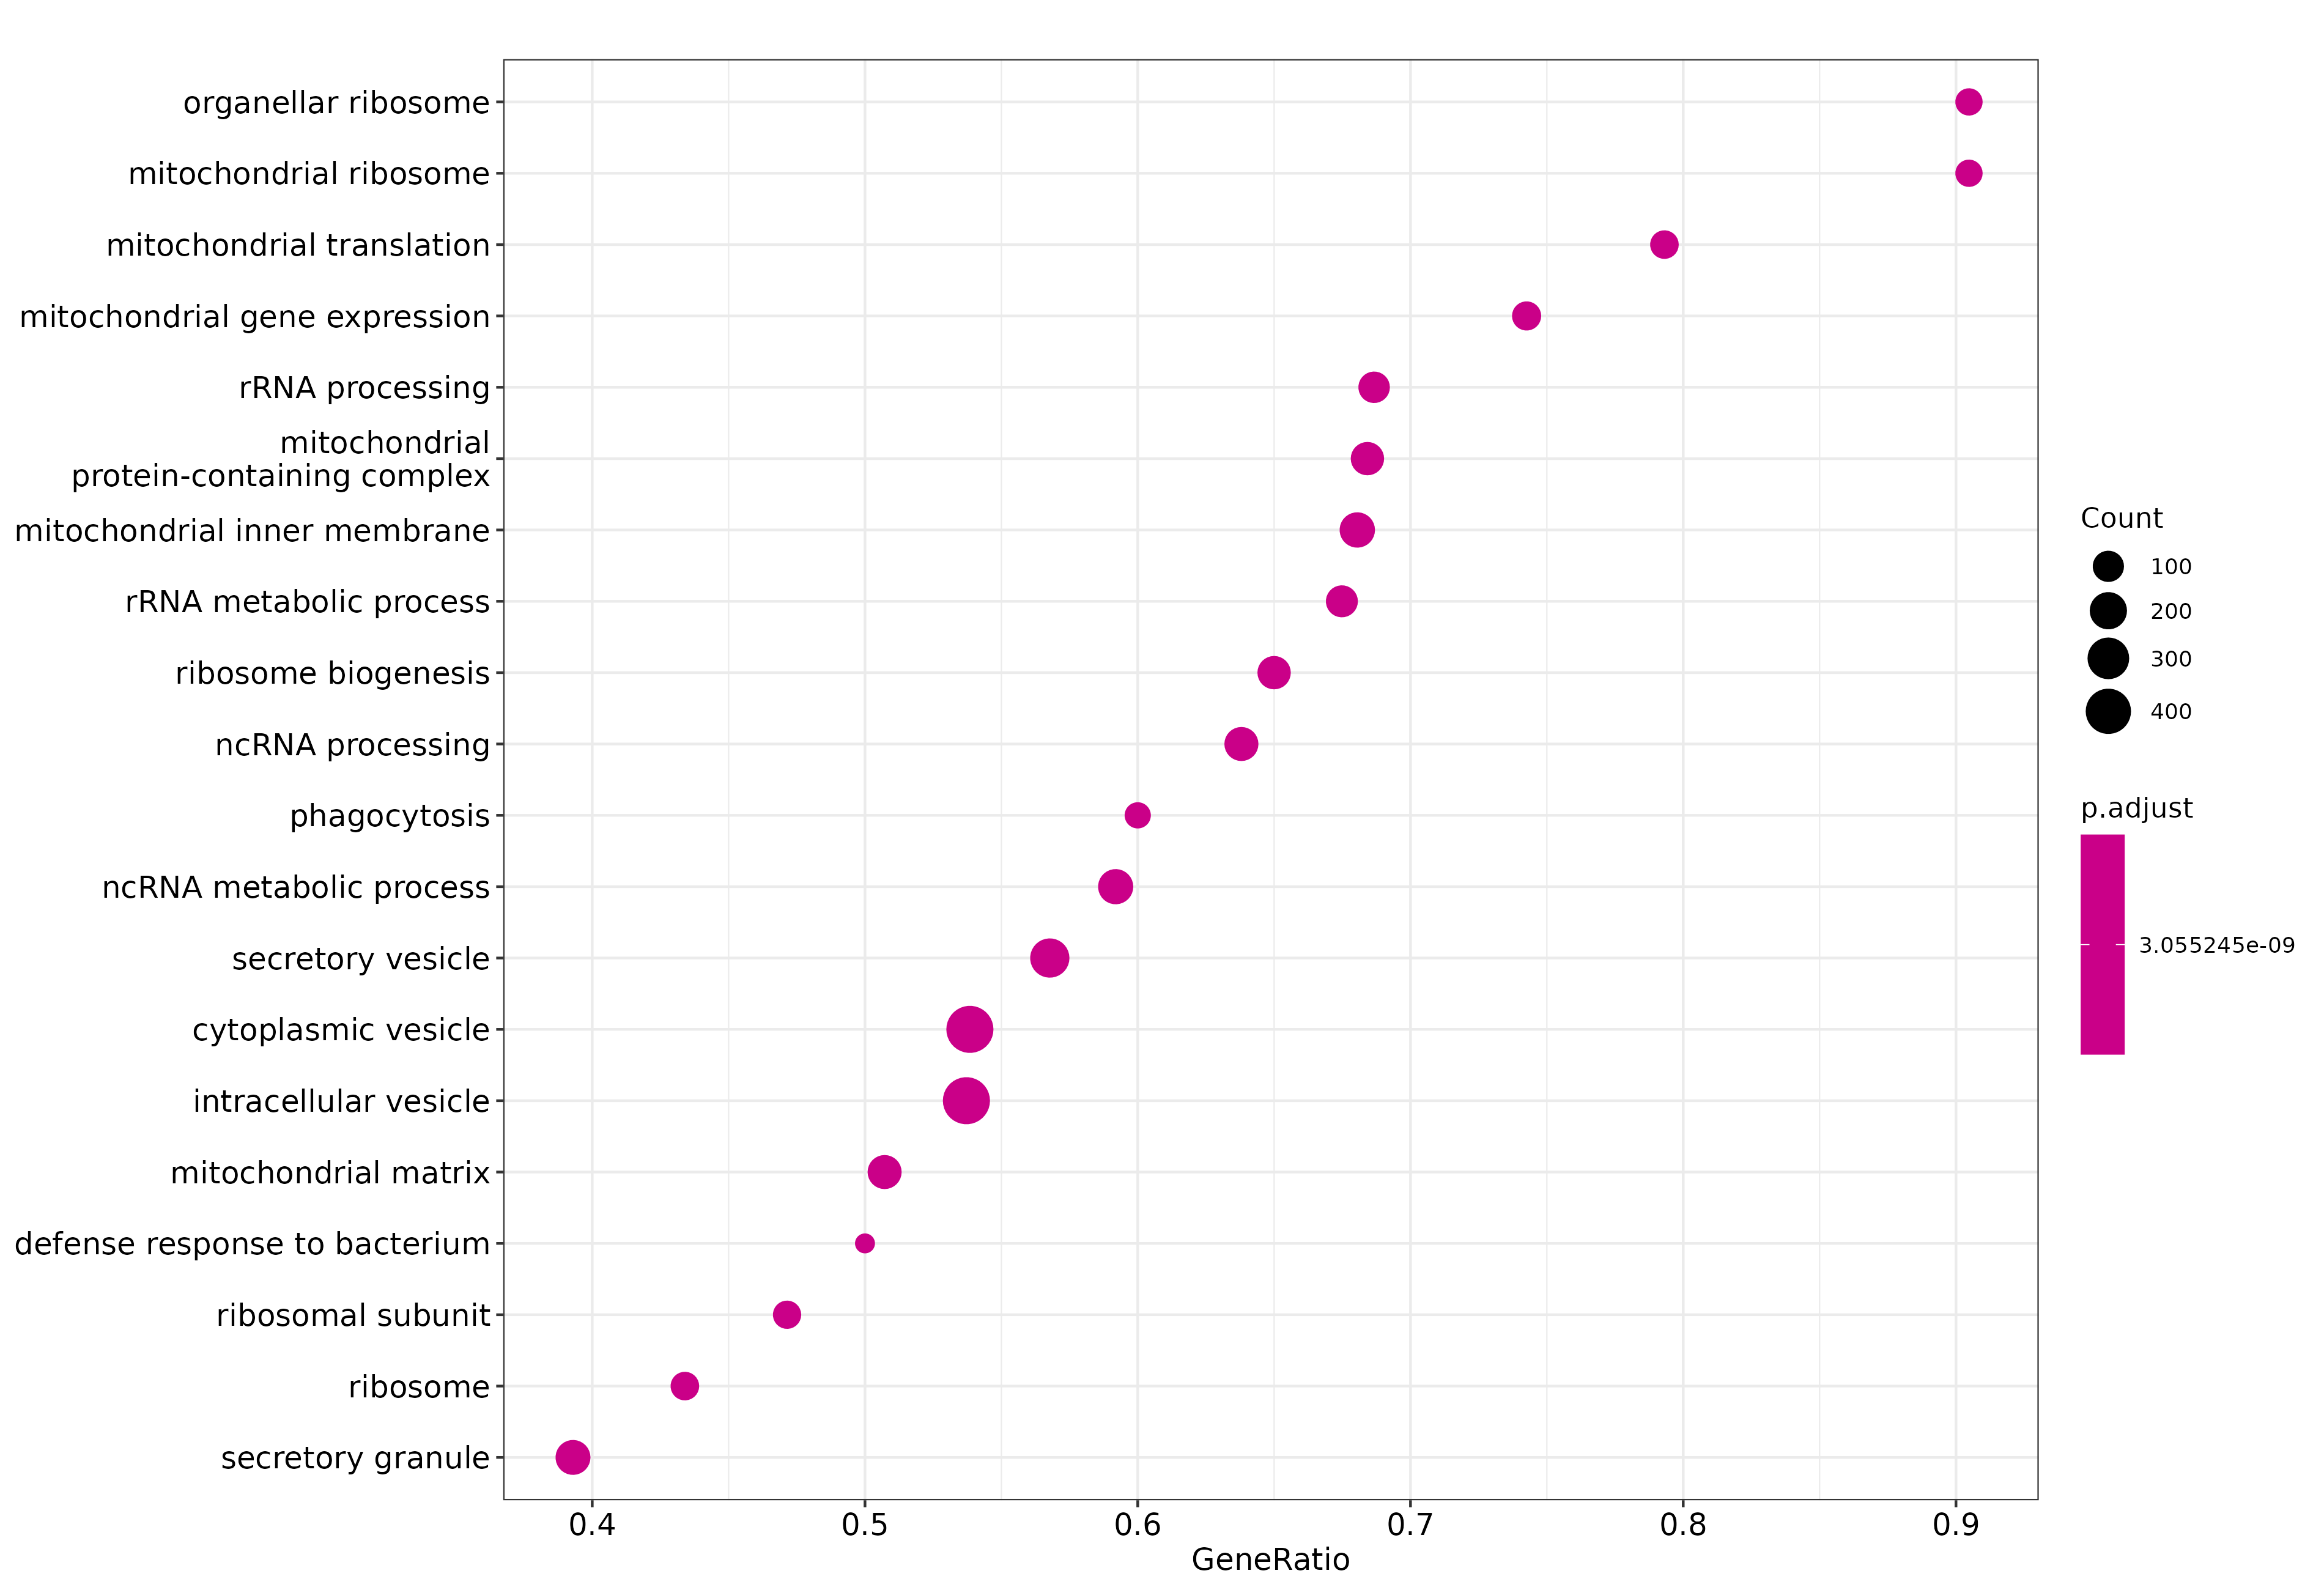 organellar ribosome
mitochondrial ribosome
mitochondrial translation
mitochondrial gene expression
rRNA processing
mitochondrial
protein-containing complex
mitochondrial inner membrane
rRNA metabolic process
ribosome biogenesis
ncRNA processing
phagocytosis
ncRNA metabolic process
secretory vesicle
cytoplasmic vesicle
intracellular vesicle
mitochondrial matrix
defense response to bacterium
ribosomal subunit
ribosome
secretory granule
0.4 0.5 0.6 0.7 0.8 0.9
GeneRatio
Count
100
200
300
400
p.adjust
3.055245e-09